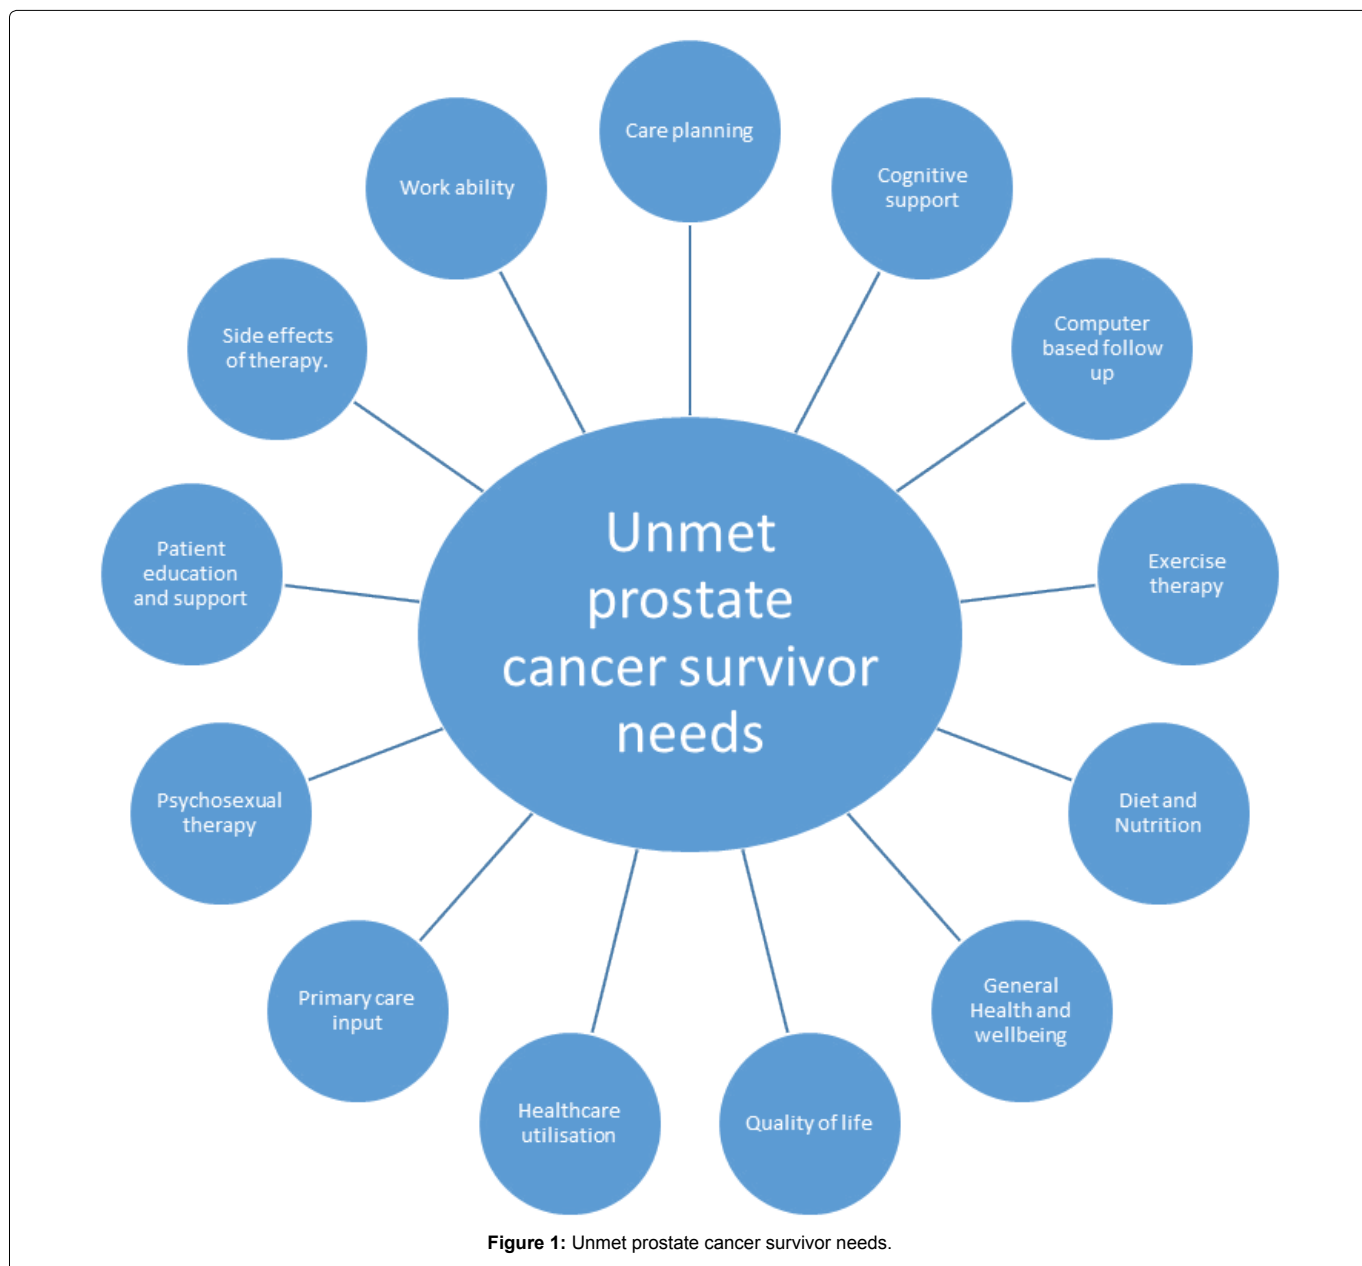 Care planning
Cognitive
support
Computer
based follow
up
Exercise
therapy
Diet and
Nutrition
General
Health and
wellbeing
Quality of life
Healthcare
utilisation
Primary care
input
Psychosexual
therapy
Patient
education
and support
Side effects
of therapy.
Work ability
Unmet
prostate
cancer survivor
needs
Figure 1: Unmet prostate cancer survivor needs.